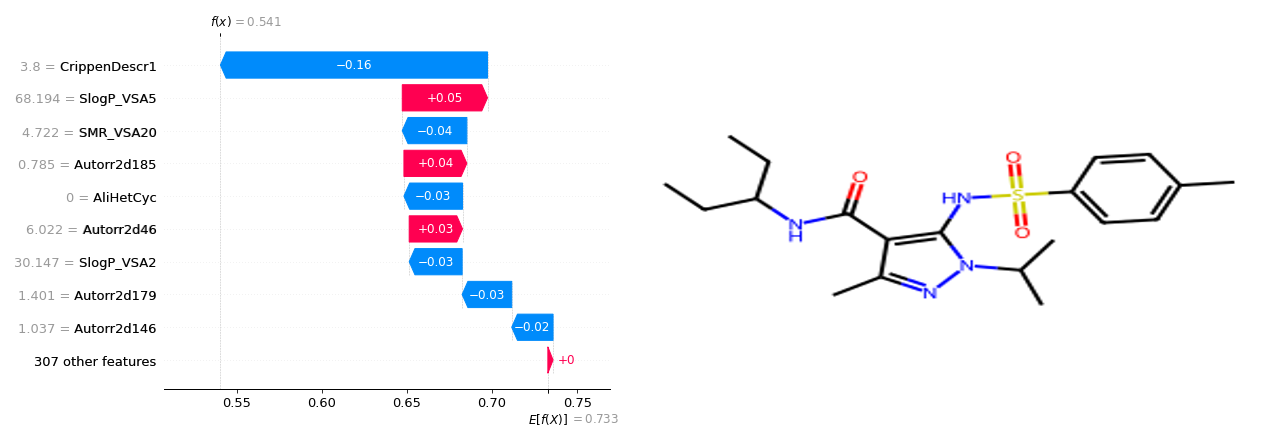 f(x) = 0.541
3.8 = CrippenDescr1
−0.16
68.194 = SlogP_VSA5
+0.05
4.722 = SMR_VSA20
−0.04
0.785 = Autorr2d185
+0.04
0 = AliHetCyc
−0.03
6.022 = Autorr2d46
+0.03
30.147 = SlogP_VSA2
−0.03
1.401 = Autorr2d179
−0.03
1.037 = Autorr2d146
−0.02
307 other features
+0
0.55 0.60 0.65 0.70 0.75
E[f(X)] = 0.733
O
O
HN
S
O
N
H
N
N